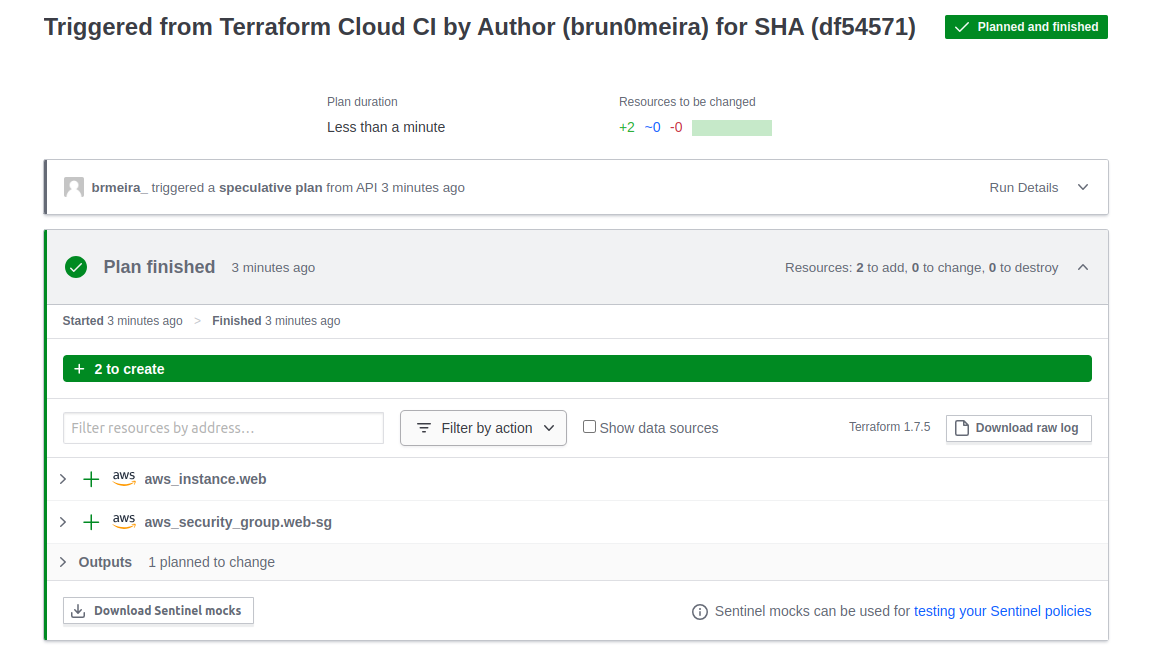 Triggered from Terraform Cloud CI by Author (brun0meira) for SHA (df54571)
Planned and finished
Plan duration
Resources to be changed
Less than a minute
+2 ~0 -0
brmeira_ triggered a speculative plan from API 3 minutes ago
Run Details
Plan finished 3 minutes ago
Resources: 2 to add, 0 to change, 0 to destroy
Started 3 minutes ago > Finished 3 minutes ago
+ 2 to create
Filter resources by address…
Filter by action
Show data sources
Terraform 1.7.5
Download raw log
aws aws_instance.web
aws aws_security_group.web-sg
Outputs 1 planned to change
Download Sentinel mocks
Sentinel mocks can be used for testing your Sentinel policies